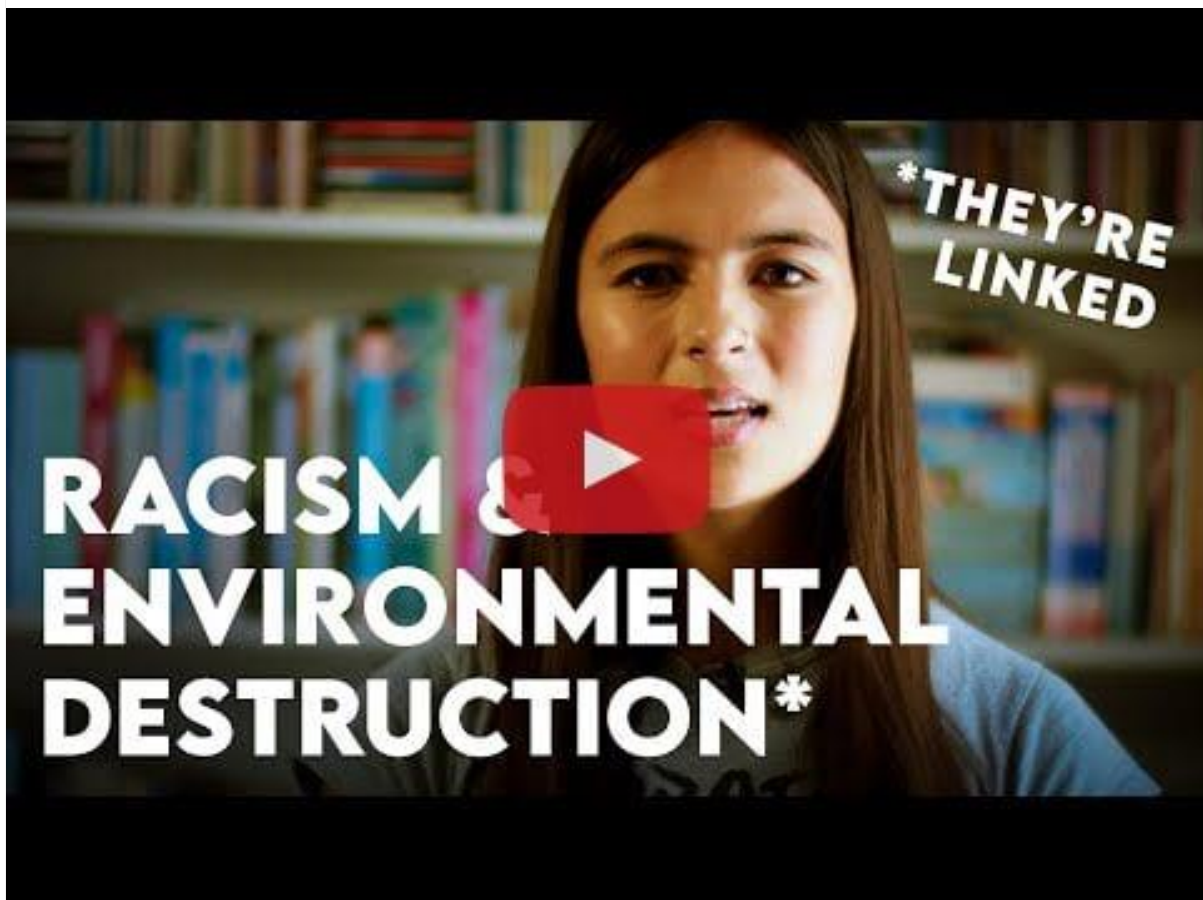 *THEY'RE
LINKED
RACISM &
ENVIRONMENTAL
DESTRUCTION*